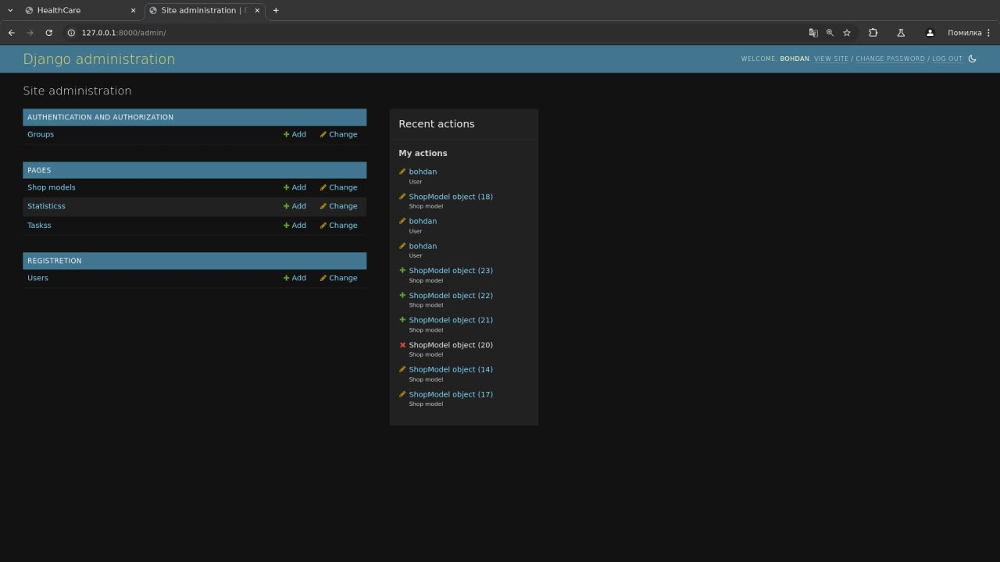 HealthCare
Site administration |
127.0.0.1:8000/admin/
Помилка
Django administration
WELCOME, BOHDAN. VIEW SITE / CHANGE PASSWORD / LOG OUT
Site administration
AUTHENTICATION AND AUTHORIZATION
Groups Add Change
PAGES
Shop models Add Change
Statisticss Add Change
Taskss Add Change
REGISTRETION
Users Add Change
Recent actions
My actions
bohdan
User
ShopModel object (18)
Shop model
bohdan
User
bohdan
User
ShopModel object (23)
Shop model
ShopModel object (22)
Shop model
ShopModel object (21)
Shop model
ShopModel object (20)
Shop model
ShopModel object (14)
Shop model
ShopModel object (17)
Shop model